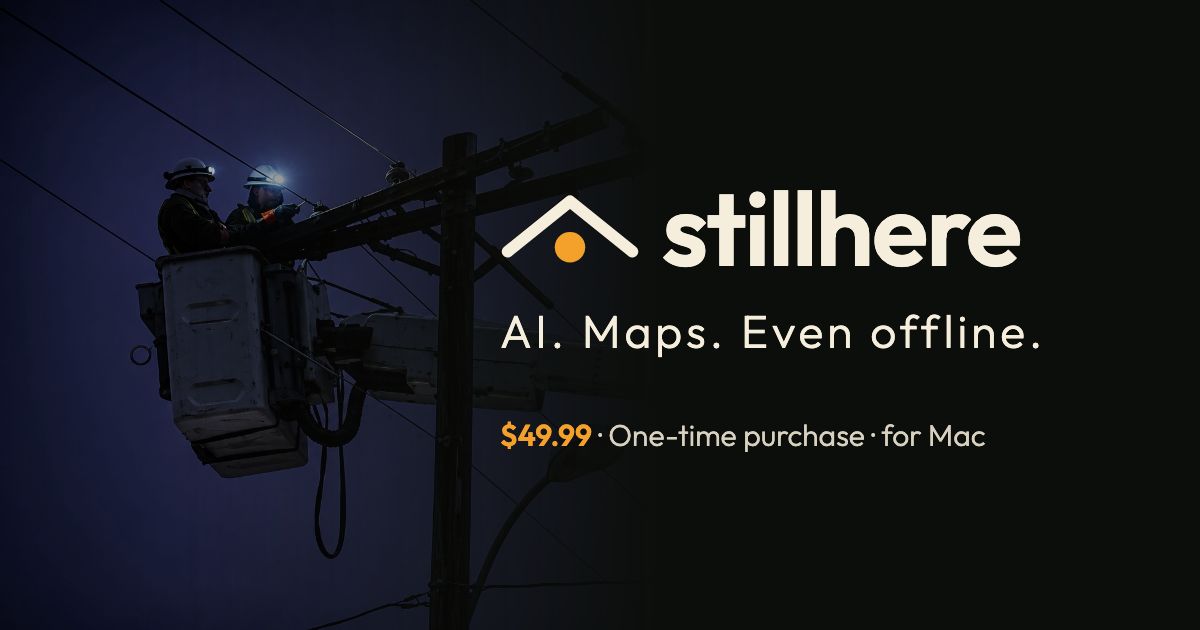 stillhere
AI. Maps. Even offline.
$49.99 · One-time purchase · for Mac